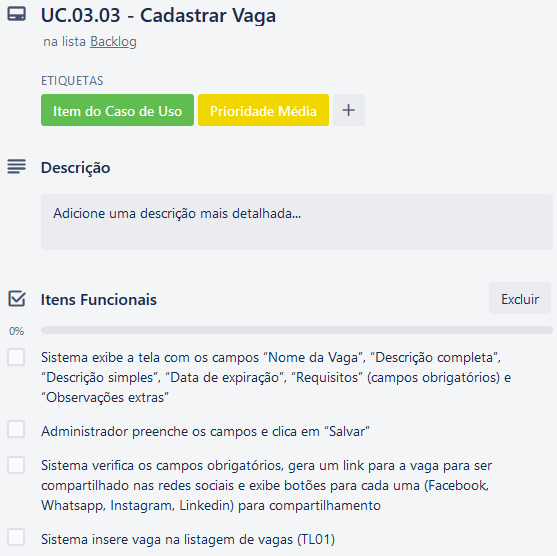 UC.03.03 - Cadastrar Vaga
na lista Backlog
ETIQUETAS
Item do Caso de Uso Prioridade Média +
Descrição
Adicione uma descrição mais detalhada...
Itens Funcionais Excluir
0%
Sistema exibe a tela com os campos “Nome da Vaga”, “Descrição completa”,
“Descrição simples”, “Data de expiração”, “Requisitos” (campos obrigatórios) e
“Observações extras”
Administrador preenche os campos e clica em “Salvar”
Sistema verifica os campos obrigatórios, gera um link para a vaga para ser
compartilhado nas redes sociais e exibe botões para cada uma (Facebook,
Whatsapp, Instagram, Linkedin) para compartilhamento
Sistema insere vaga na listagem de vagas (TL01)